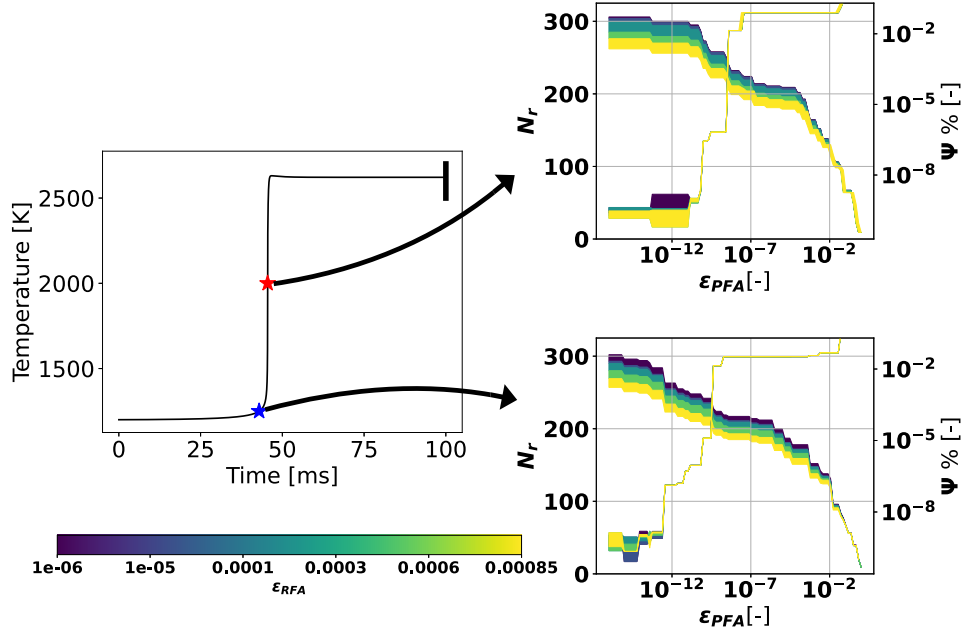 2500
2000
1500
Temperature [K]
0
25
50
75
100
Time [ms]
1e-06
1e-05
0.0001
0.0003
0.0006
0.00085
ε_RFA
300
200
100
0
N_r
10⁻²
10⁻⁵
10⁻⁸
Ψ % [-]
10⁻¹²
10⁻⁷
10⁻²
ε_PFA[-]
300
200
100
0
N_r
10⁻²
10⁻⁵
10⁻⁸
Ψ % [-]
10⁻¹²
10⁻⁷
10⁻²
ε_PFA[-]